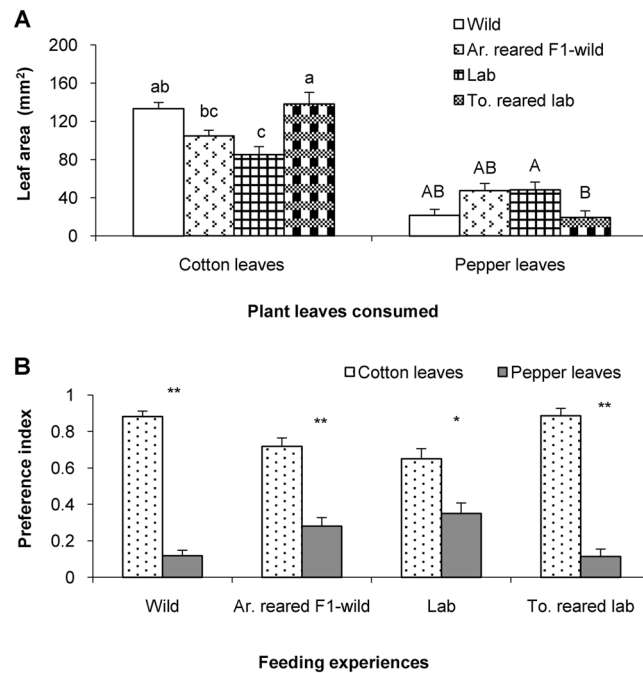 A
Leaf area (mm²)
200
160
120
80
40
0
Wild
Ar. reared F1-wild
Lab
To. reared lab
ab
bc
c
a
AB
AB
A
B
Cotton leaves
Pepper leaves
Plant leaves consumed
B
Cotton leaves
Pepper leaves
Preference index
1
0.8
0.6
0.4
0.2
0
**
**
*
**
Wild
Ar. reared F1-wild
Lab
To. reared lab
Feeding experiences